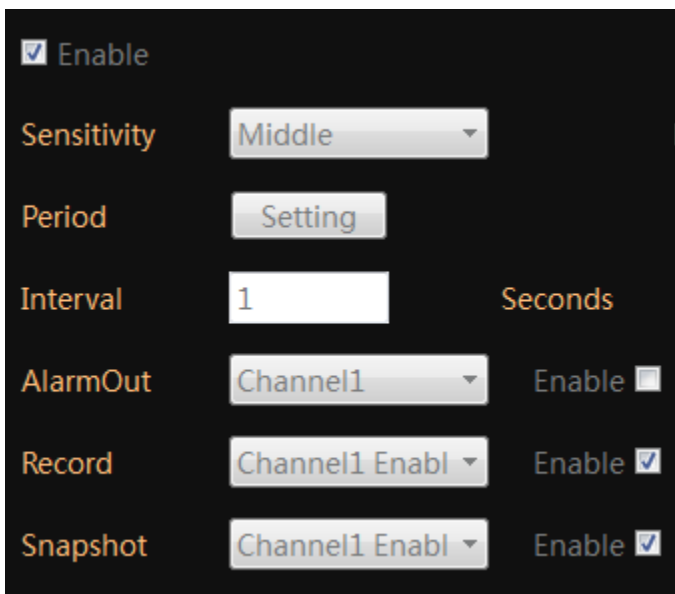 Enable
Sensitivity Middle
Period Setting
Interval 1 Seconds
AlarmOut Channel1 Enable
Record Channel1 Enabl Enable
Snapshot Channel1 Enabl Enable